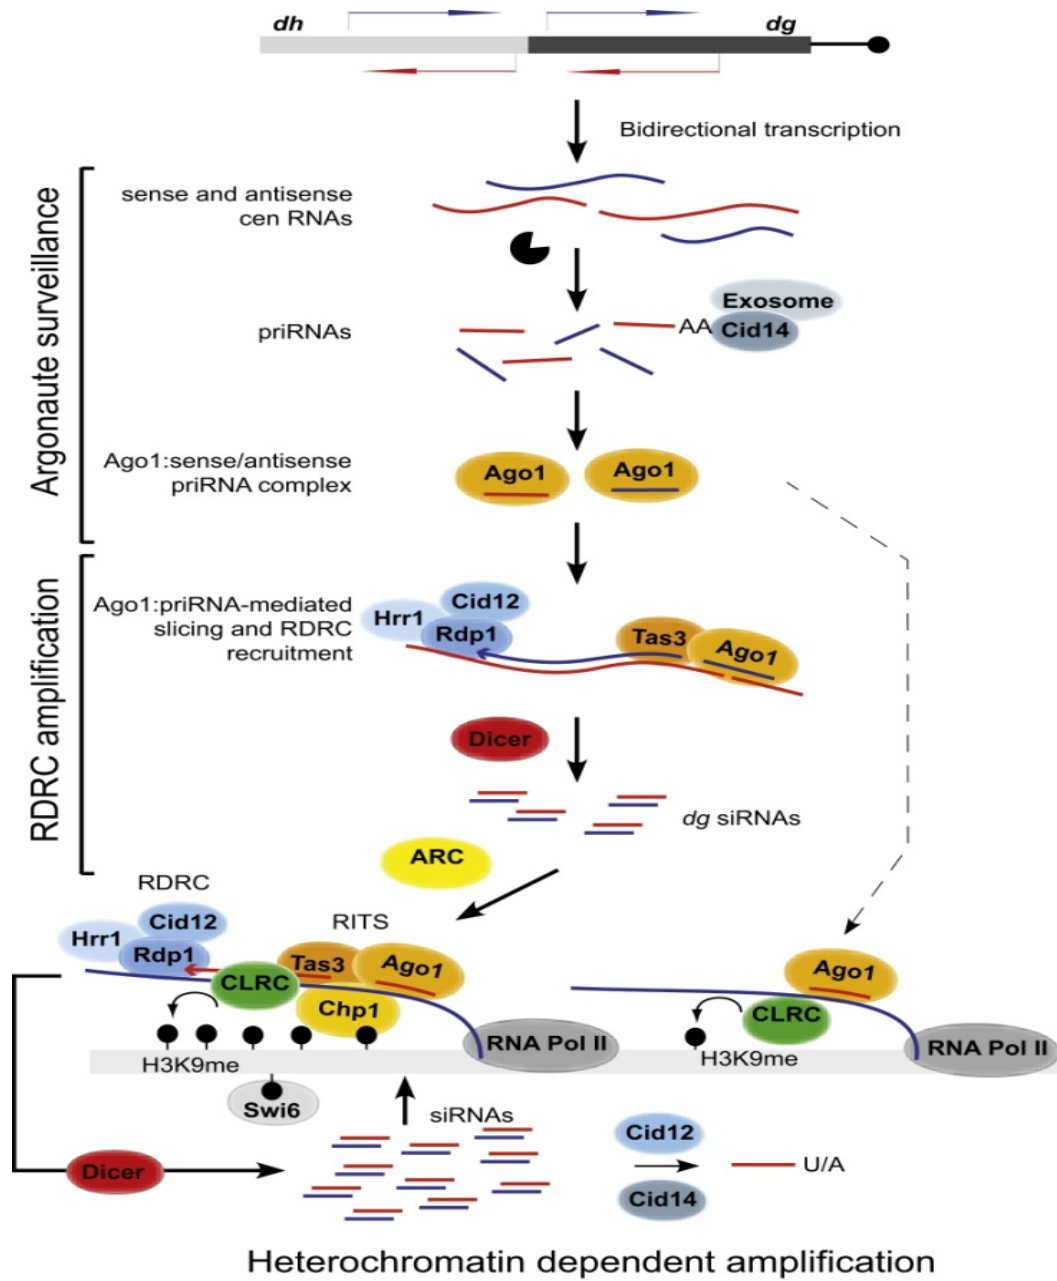 dh
dg
Bidirectional transcription
Argonaute surveillance
sense and antisense
cen RNAs
priRNAs
AA
Exosome
Cid14
Ago1:sense/antisense
priRNA complex
Ago1
Ago1
RDRC amplification
Ago1:priRNA-mediated
slicing and RDRC
recruitment
Hrr1
Cid12
Rdp1
Tas3
Ago1
Dicer
dg siRNAs
ARC
RDRC
Hrr1
Cid12
Rdp1
RITS
CLRC
Tas3
Ago1
Chp1
RNA Pol II
H3K9me
Swi6
Ago1
CLRC
RNA Pol II
H3K9me
siRNAs
Dicer
Cid12
Cid14
U/A
Heterochromatin dependent amplification